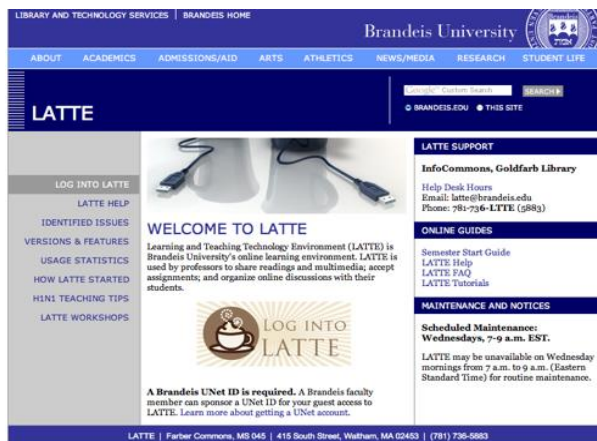 LIBRARY AND TECHNOLOGY SERVICES | BRANDEIS HOME
Brandeis University
ABOUT ACADEMICS ADMISSIONS/AID ARTS ATHLETICS NEWS/MEDIA RESEARCH STUDENT LIFE
Google Custom Search SEARCH
BRANDEIS.EDU THIS SITE
LATTE
LOG INTO LATTE
LATTE HELP
IDENTIFIED ISSUES
VERSIONS & FEATURES
USAGE STATISTICS
HOW LATTE STARTED
H1N1 TEACHING TIPS
LATTE WORKSHOPS
WELCOME TO LATTE
Learning and Teaching Technology Environment (LATTE) is
Brandeis University's online learning environment. LATTE is
used by professors to share readings and multimedia; accept
assignments; and organize online discussions with their
students.
LOG INTO
LATTE
A Brandeis UNet ID is required. A Brandeis faculty
member can sponsor a UNet ID for your guest access to
LATTE. Learn more about getting a UNet account.
LATTE SUPPORT
InfoCommons, Goldfarb Library
Help Desk Hours
Email: latte@brandeis.edu
Phone: 781-736-LTTE (5883)
ONLINE GUIDES
Semester Start Guide
LATTE Help
LATTE FAQ
LATTE Tutorials
MAINTENANCE AND NOTICES
Scheduled Maintenance:
Wednesdays, 7-9 a.m. EST.
LATTE may be unavailable on Wednesday
mornings from 7 a.m. to 9 a.m. (Eastern
Standard Time) for routine maintenance.
LATTE | Farber Commons, MS 045 | 415 South Street, Waltham, MA 02453 | (781) 736-5883